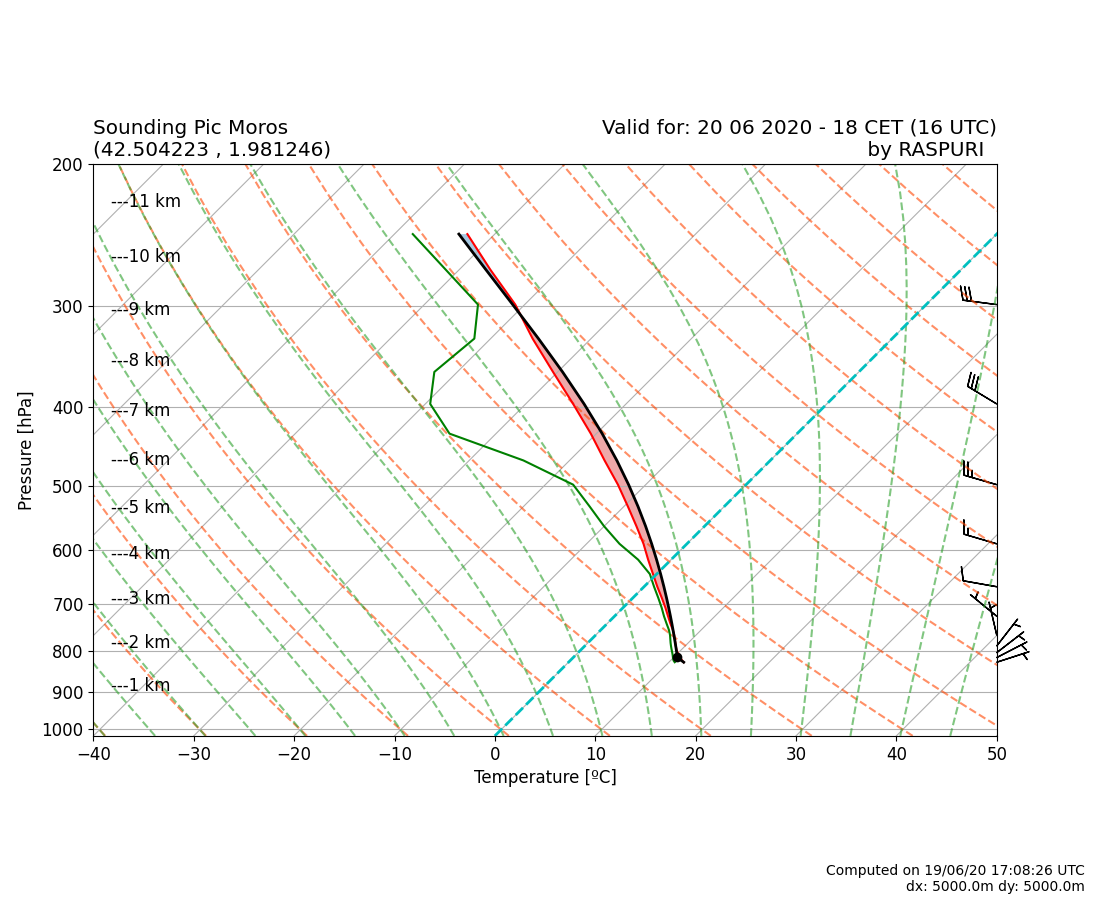 Sounding Pic Moros
(42.504223 , 1.981246)
Valid for: 20 06 2020 - 18 CET (16 UTC)
by RASPURI
200
300
400
500
600
700
800
900
1000
Pressure [hPa]
---11 km
---10 km
---9 km
---8 km
---7 km
---6 km
---5 km
---4 km
---3 km
---2 km
---1 km
−40 −30 −20 −10 0 10 20 30 40 50
Temperature [ºC]
Computed on 19/06/20 17:08:26 UTC
dx: 5000.0m dy: 5000.0m